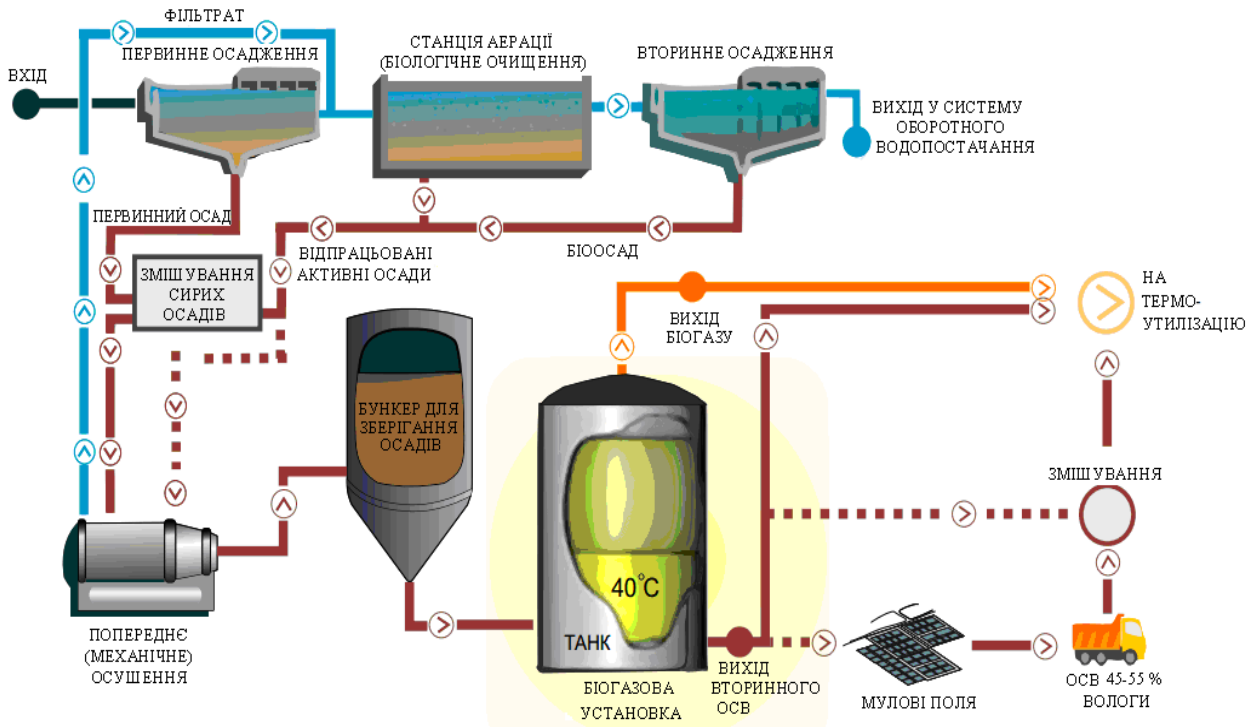 ФІЛЬТРАТ
ПЕРВИННЕ ОСАДЖЕННЯ
СТАНЦІЯ АЕРАЦІЇ
(БІОЛОГІЧНЕ ОЧИЩЕННЯ)
ВТОРИННЕ ОСАДЖЕННЯ
ВХІД
ВИХІД У СИСТЕМУ
ОБОРОТНОГО
ВОДОПОСТАЧАННЯ
ПЕРВИННИЙ ОСАД
ВІДПРАЦЬОВАНІ
АКТИВНІ ОСАДИ
БІООСАД
ЗМІШУВАННЯ
СИРИХ
ОСАДІВ
ВИХІД
БІОГАЗУ
НА
ТЕРМО-
УТИЛІЗАЦІЮ
БУНКЕР ДЛЯ
ЗБЕРІГАННЯ
ОСАДІВ
ЗМІШУВАННЯ
40°C
ТАНК
ПОПЕРЕДНЄ
(МЕХАНІЧНЕ)
ОСУШЕННЯ
БІОГАЗОВА
УСТАНОВКА
ВИХІД
ВТОРИННОГО
ОСВ
МУЛОВІ ПОЛЯ
ОСВ 45-55 %
ВОЛОГИ